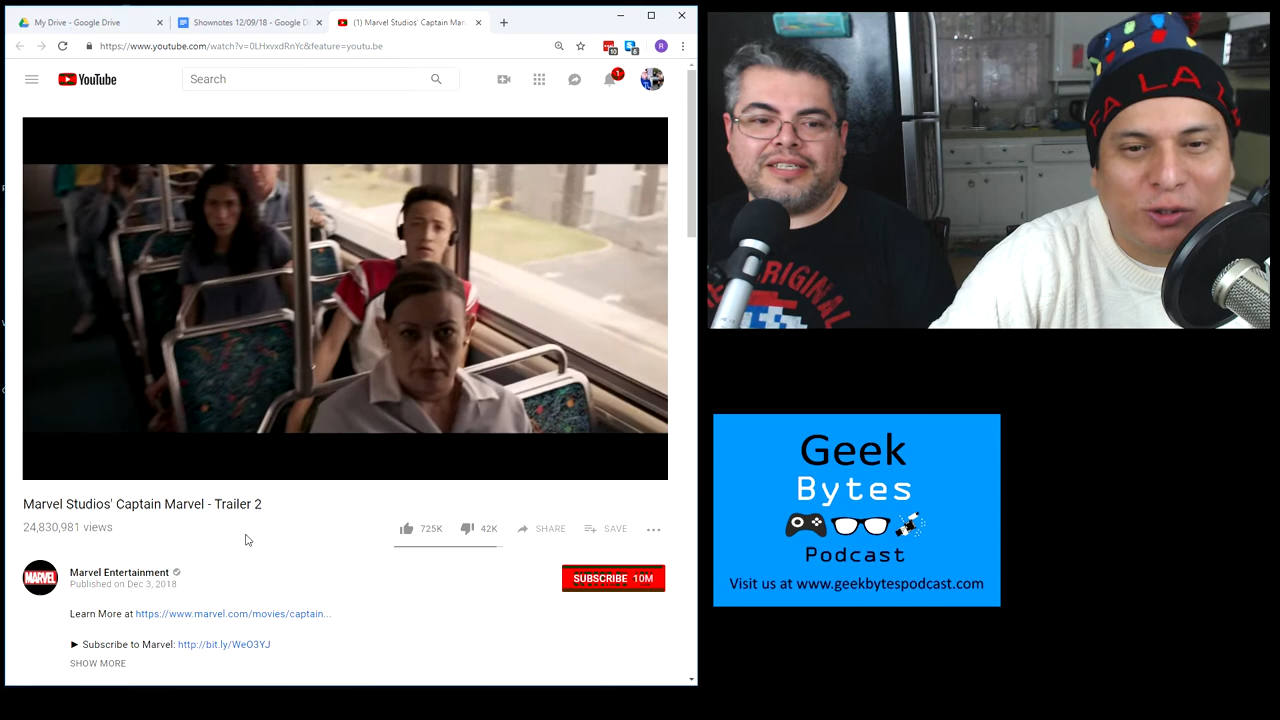 My Drive - Google Drive
Shownotes 12/09/18 - Google D
(1) Marvel Studios' Captain Mar
https://www.youtube.com/watch?v=0LHxvxdRnYc&feature=youtu.be
10
6
R
YouTube
Search
1
Marvel Studios' Captain Marvel - Trailer 2
24,830,981 views
725K
42K
SHARE
SAVE
MARVEL
Marvel Entertainment
Published on Dec 3, 2018
SUBSCRIBE 10M
Learn More at https://www.marvel.com/movies/captain...
► Subscribe to Marvel: http://bit.ly/WeO3YJ
SHOW MORE
FA LA L
ORIGINAL
Geek
Bytes
Podcast
Visit us at www.geekbytespodcast.com